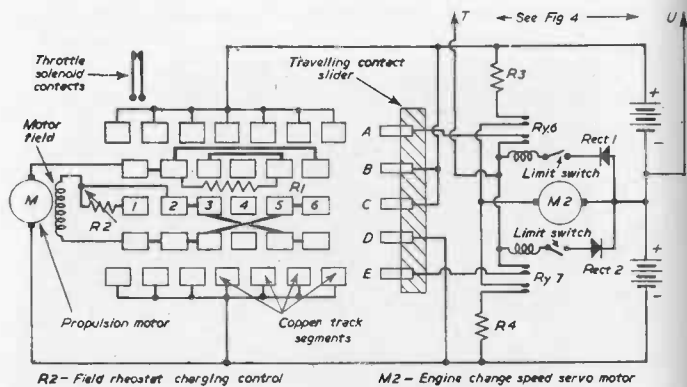 T
See Fig 4
U
Throttle
solenoid
contacts
Travelling contact
slider
Motor
field
R3
+
A
Ry.6
Rect 1
-
Limit switch
B
R1
M
1
2
3
4
5
6
C
M2
R2
D
Limit switch
+
E
Rect 2
Ry 7
-
Propulsion motor
Copper track
segments
R4
R2 - Field rheostat charging control
M2 - Engine change speed servo motor